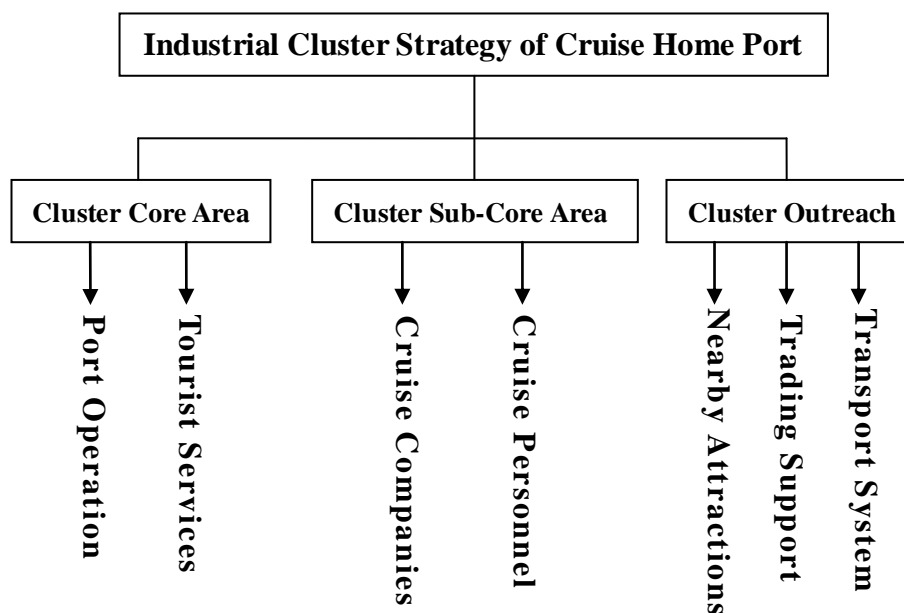 Industrial Cluster Strategy of Cruise Home Port
Cluster Core Area
Cluster Sub-Core Area
Cluster Outreach
Port Operation
Tourist Services
Cruise Companies
Cruise Personnel
Nearby Attractions
Trading Support
Transport System